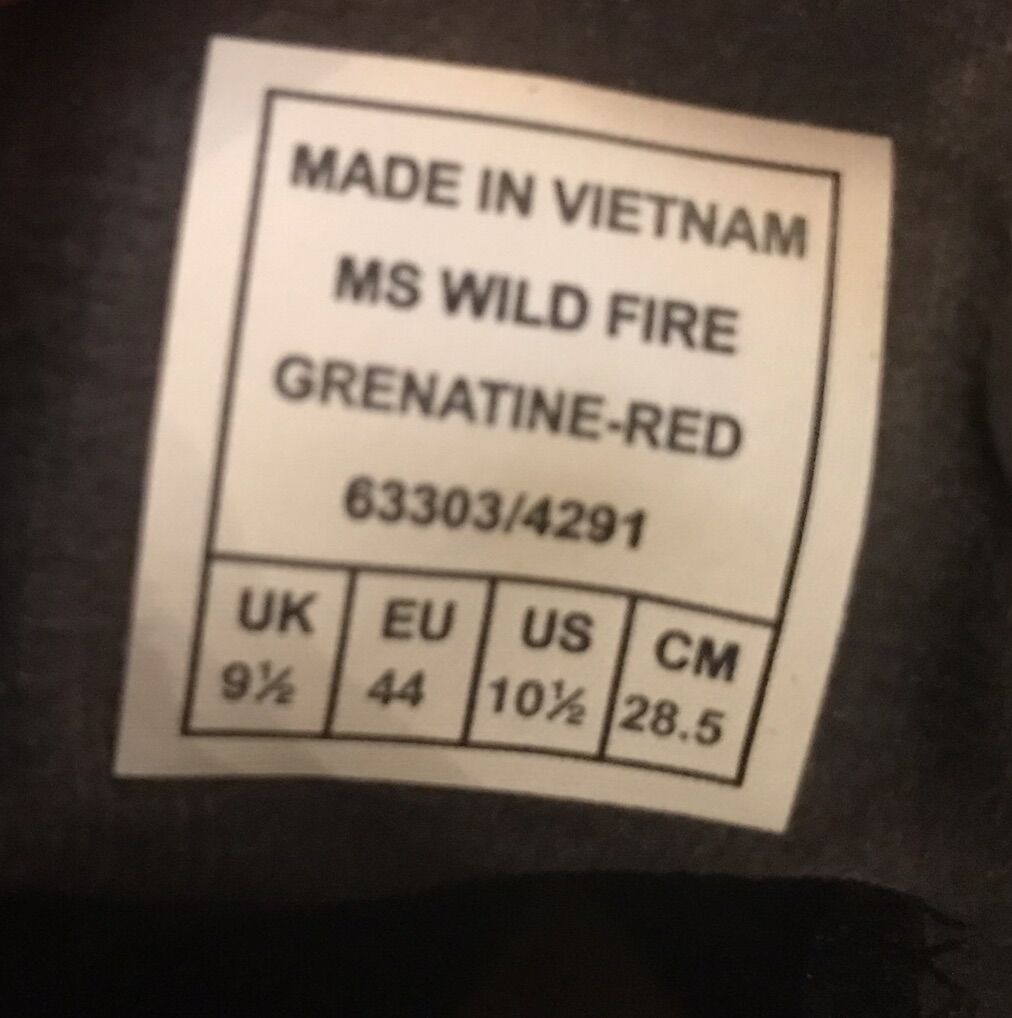 MADE IN VIETNAM
MS WILD FIRE
GRENATINE-RED
63303/4291
UK EU US CM
9½ 44 10½ 28.5